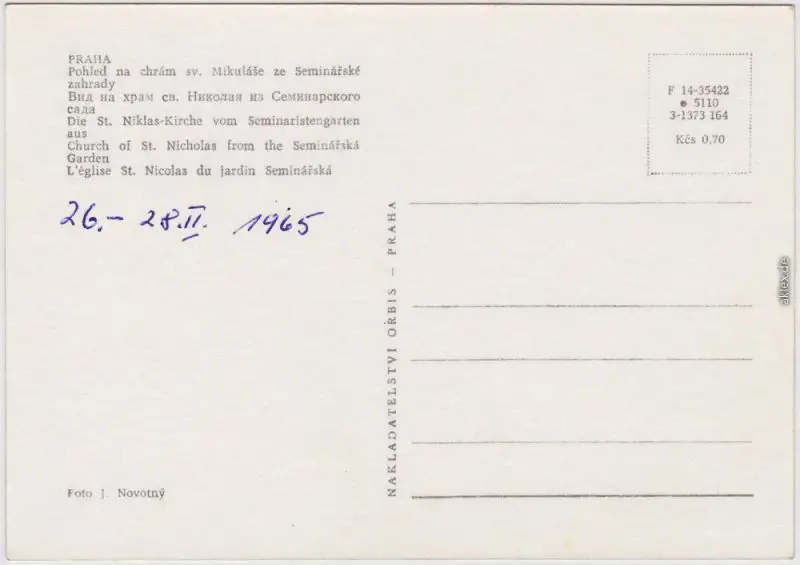 PRAHA
Pohled na chrám sv. Mikuláše ze Seminářské
zahrady
Вид на храм св. Николая из Семинарского
сада
Die St. Niklas-Kirche vom Seminaristengarten
aus
Church of St. Nicholas from the Seminářská
Garden
L'église St. Nicolas du jardin Seminářská
26.– 28.II. 1965
Foto J. Novotný
NAKLADATELSTVÍ ORBIS — PRAHA
F 14-35422
● 5110
3-1373 164
Kčs 0,70
aktex.de